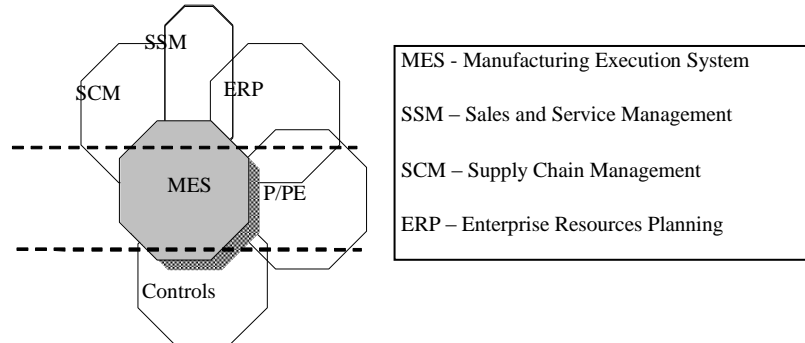 SSM
SCM
ERP
MES
P/PE
Controls
MES - Manufacturing Execution System
SSM – Sales and Service Management
SCM – Supply Chain Management
ERP – Enterprise Resources Planning